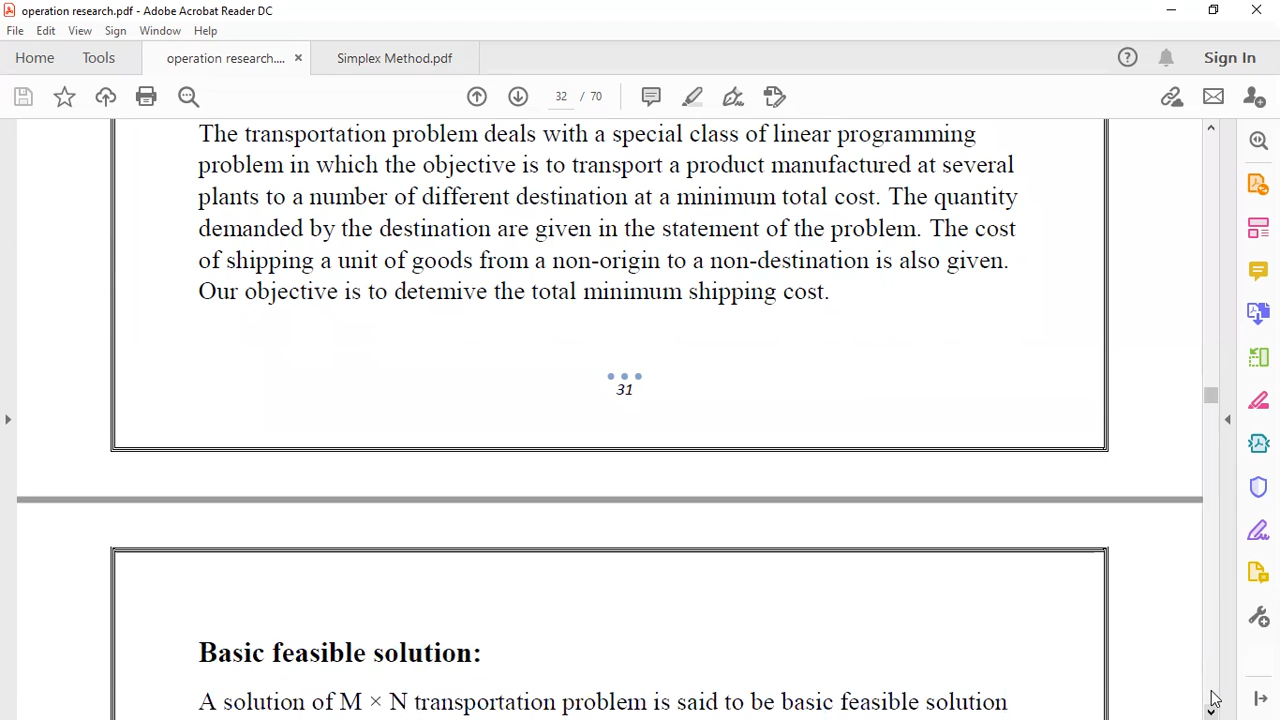 operation research.pdf - Adobe Acrobat Reader DC
File Edit View Sign Window Help
Home Tools operation research.... × Simplex Method.pdf Sign In
32 / 70
The transportation problem deals with a special class of linear programming
problem in which the objective is to transport a product manufactured at several
plants to a number of different destination at a minimum total cost. The quantity
demanded by the destination are given in the statement of the problem. The cost
of shipping a unit of goods from a non-origin to a non-destination is also given.
Our objective is to detemive the total minimum shipping cost.
31
Basic feasible solution:
A solution of M × N transportation problem is said to be basic feasible solution